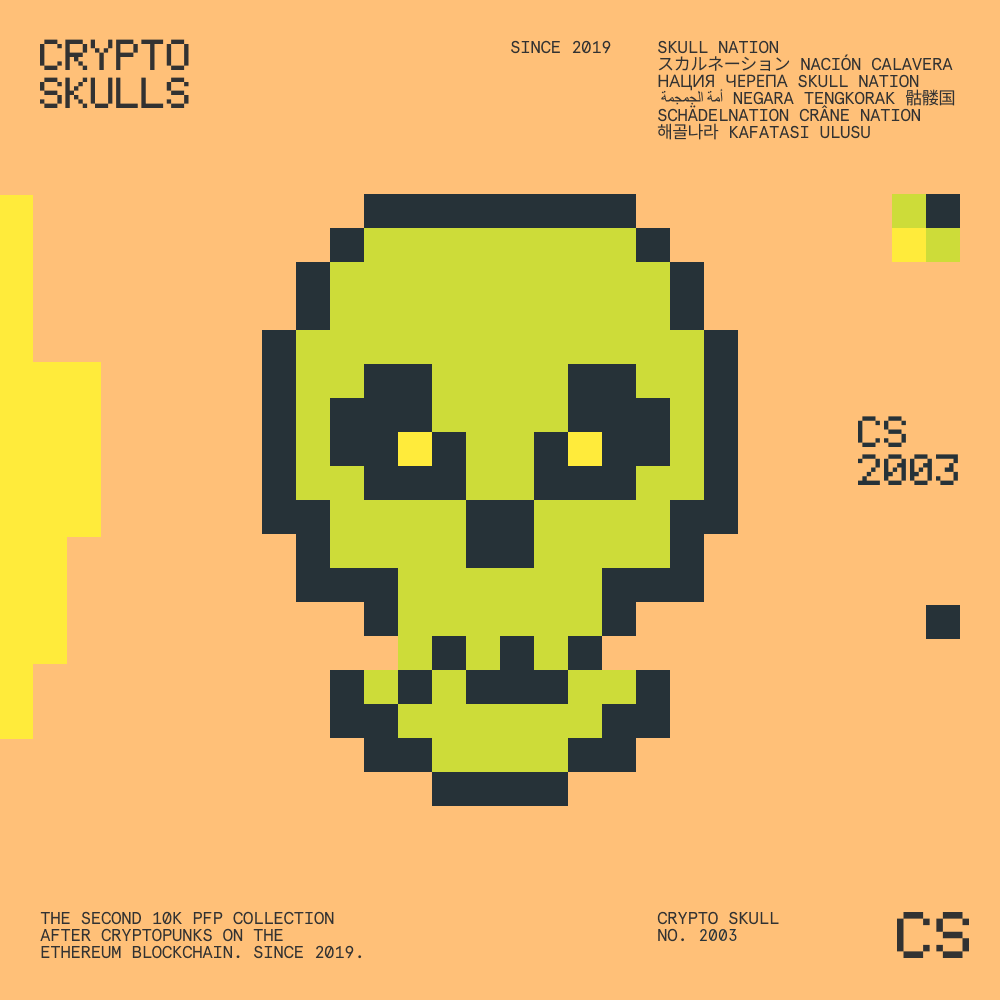 CRYPTO
SKULLS
SINCE 2019
SKULL NATION
スカルネーション NACIÓN CALAVERA
НАЦИЯ ЧЕРЕПА SKULL NATION
أمة الجمجمة NEGARA TENGKORAK 骷髅国
SCHÄDELNATION CRÂNE NATION
해골나라 KAFATASI ULUSU
CS
2003
THE SECOND 10K PFP COLLECTION
AFTER CRYPTOPUNKS ON THE
ETHEREUM BLOCKCHAIN. SINCE 2019.
CRYPTO SKULL
NO. 2003
CS